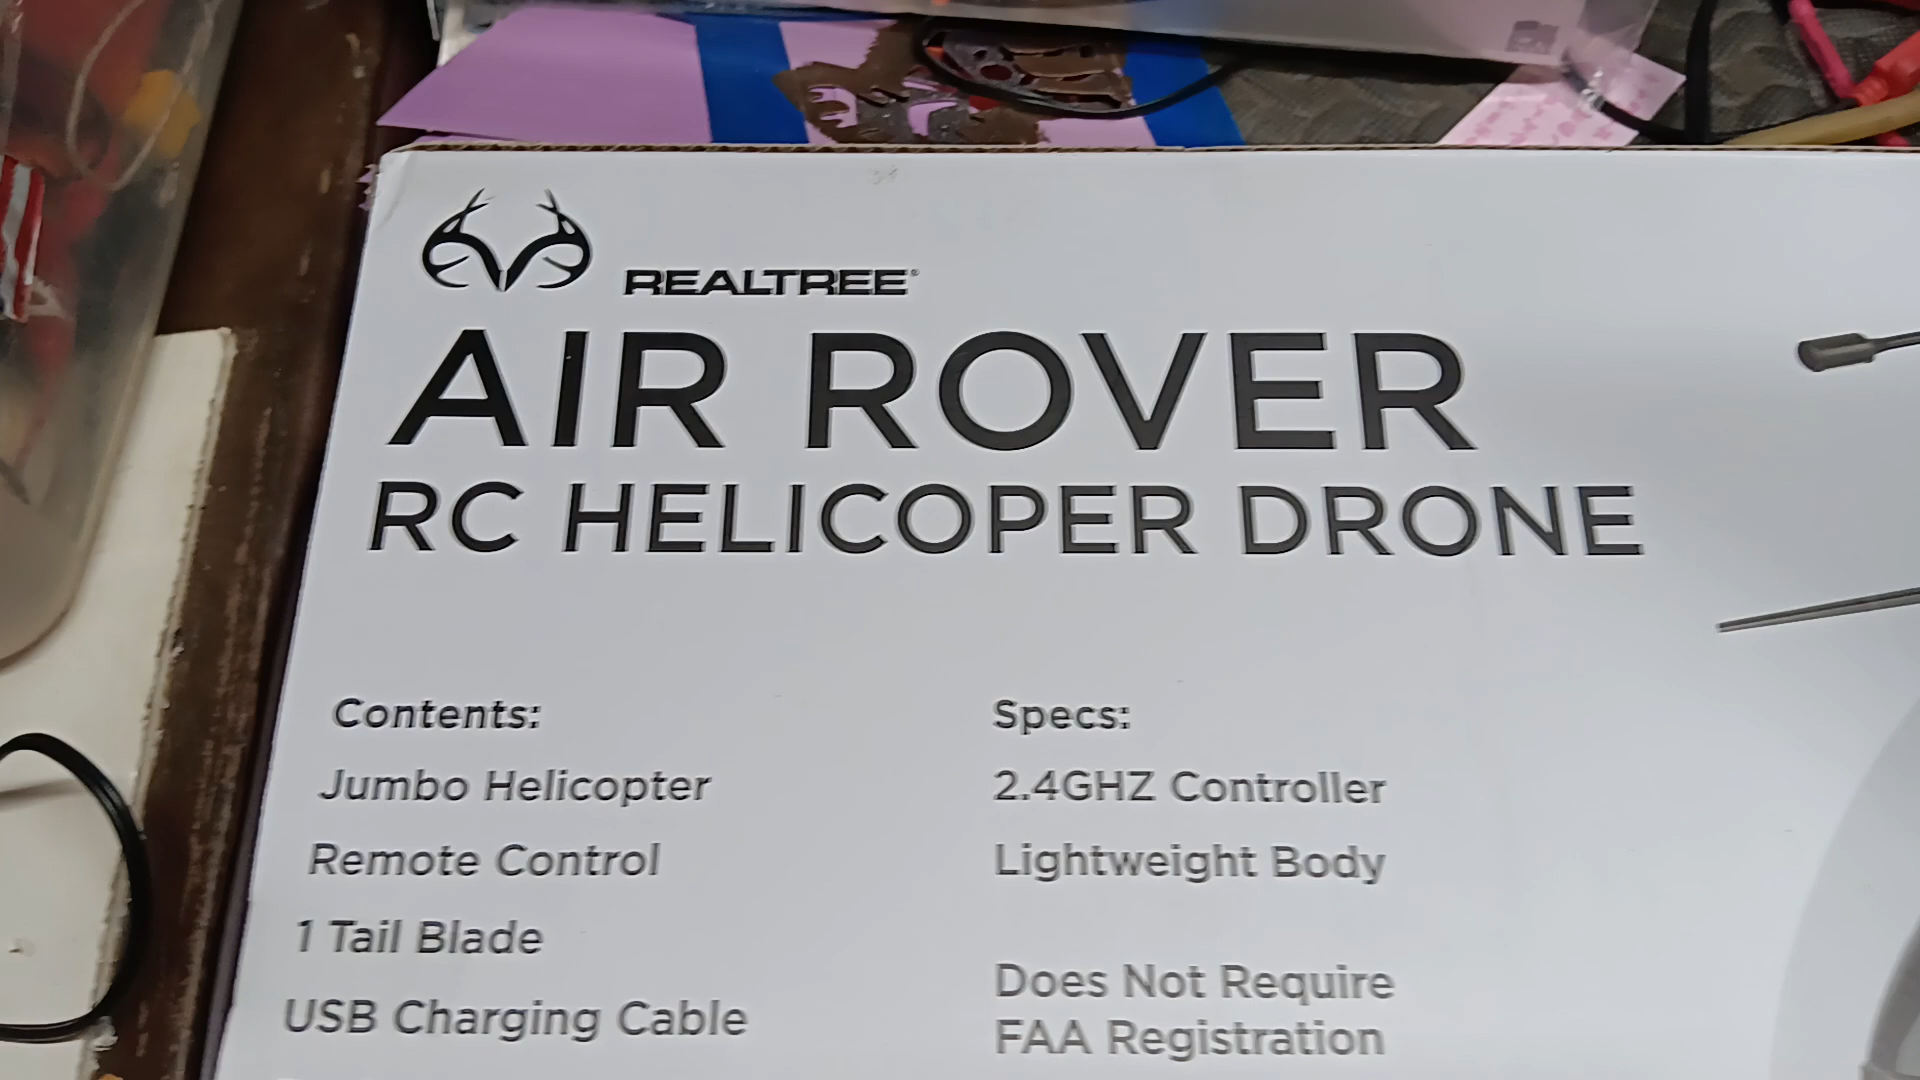 REALTREE®
AIR ROVER
RC HELICOPER DRONE
Contents:
Jumbo Helicopter
Remote Control
1 Tail Blade
USB Charging Cable
Specs:
2.4GHZ Controller
Lightweight Body
Does Not Require
FAA Registration